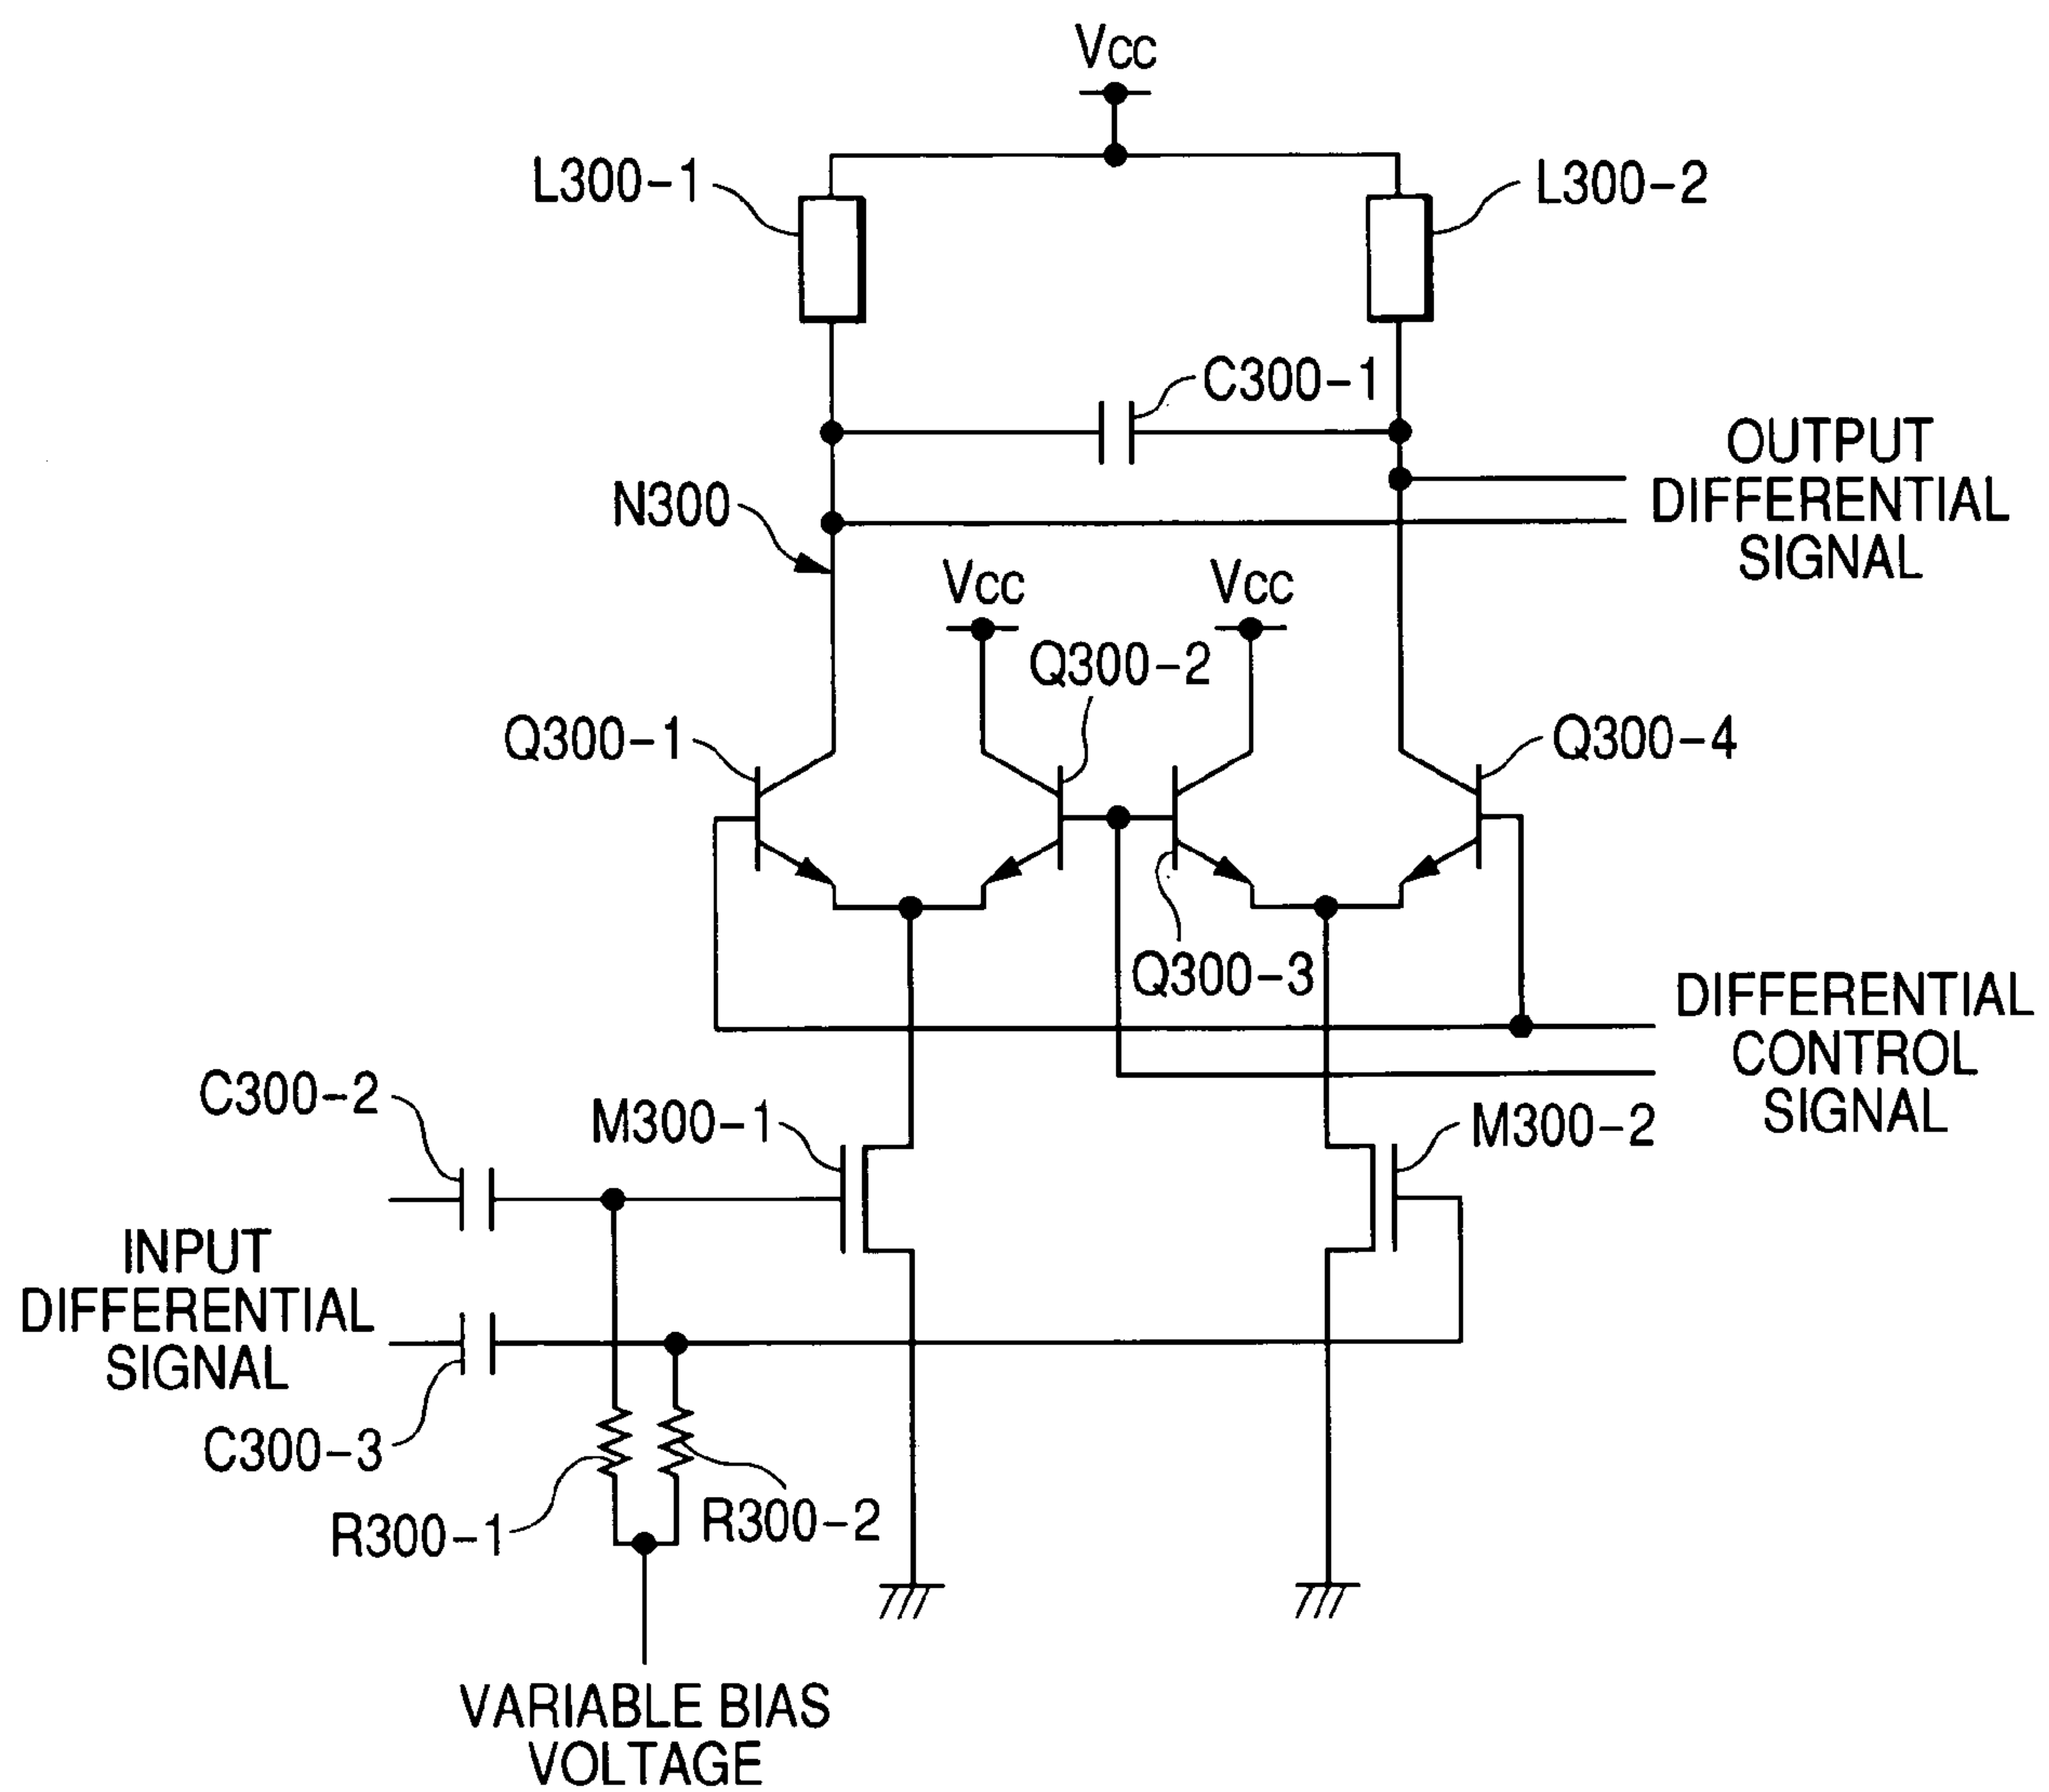 Vcc
L300-1
L300-2
C300-1
OUTPUT
DIFFERENTIAL
SIGNAL
N300
Vcc
Vcc
Q300-2
Q300-1
Q300-4
Q300-3
DIFFERENTIAL
CONTROL
SIGNAL
C300-2
M300-1
M300-2
INPUT
DIFFERENTIAL
SIGNAL
C300-3
R300-1
R300-2
VARIABLE BIAS
VOLTAGE